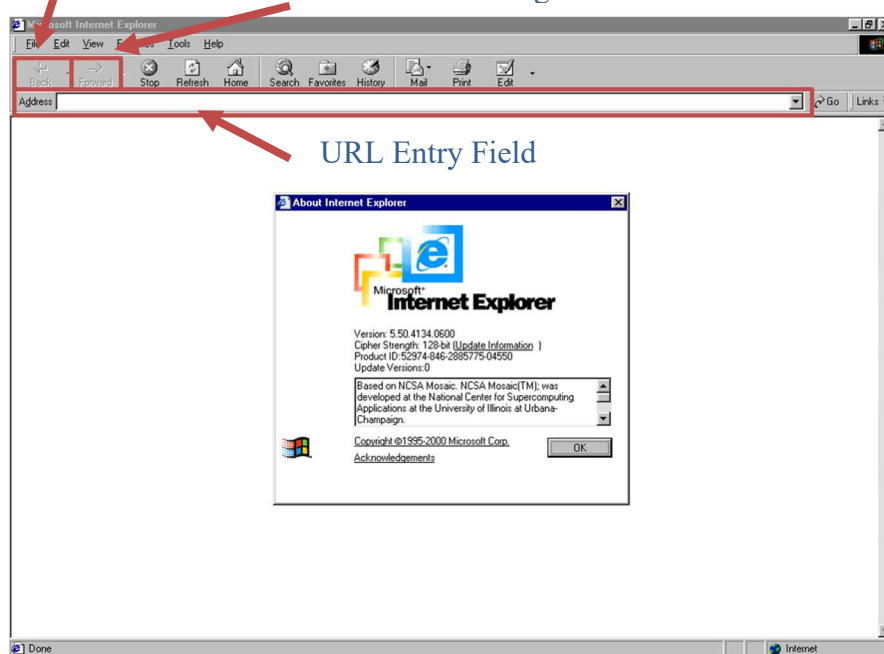 Microsoft Internet Explorer
File Edit View Tools Help
Back Forward Stop Refresh Home Search Favorites History Mail Print Edit
Address Go Links
URL Entry Field
About Internet Explorer
Microsoft
Internet Explorer
Version: 5.50.4134.0600
Cipher Strength: 128-bit (Update Information )
Product ID:52974-846-2885775-04550
Update Versions:0
Based on NCSA Mosaic. NCSA Mosaic(TM); was
developed at the National Center for Supercomputing
Applications at the University of Illinois at Urbana-
Champaign.
Copyright ©1995-2000 Microsoft Corp.
OK
Acknowledgements
Done Internet